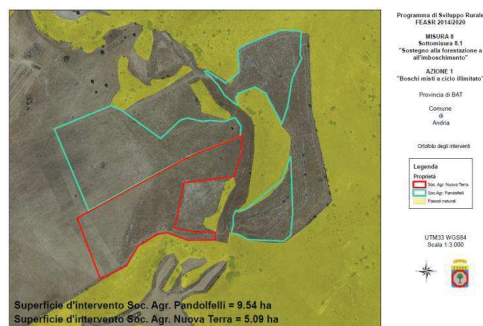 Programma di Sviluppo Rurale
FEASR 2014/2020
MISURA 8
Sottomisura 8.1
"Sostegno alla forestazione a
all'imboschimento"
AZIONE 1
"Boschi misti a ciclo illimitato"
Provincia di BAT
Comune
di
Andria
Ortofoto degli interventi
Legenda
Proprietà
Soc. Agr. Nuova Terra
Soc. Agr. Pandolfelli
Pascoli naturali
UTM33 WGS84
Scala 1:3.000
Superficie d'intervento Soc. Agr. Pandolfelli = 9.54 ha
Superficie d'intervento Soc. Agr. Nuova Terra = 5.09 ha